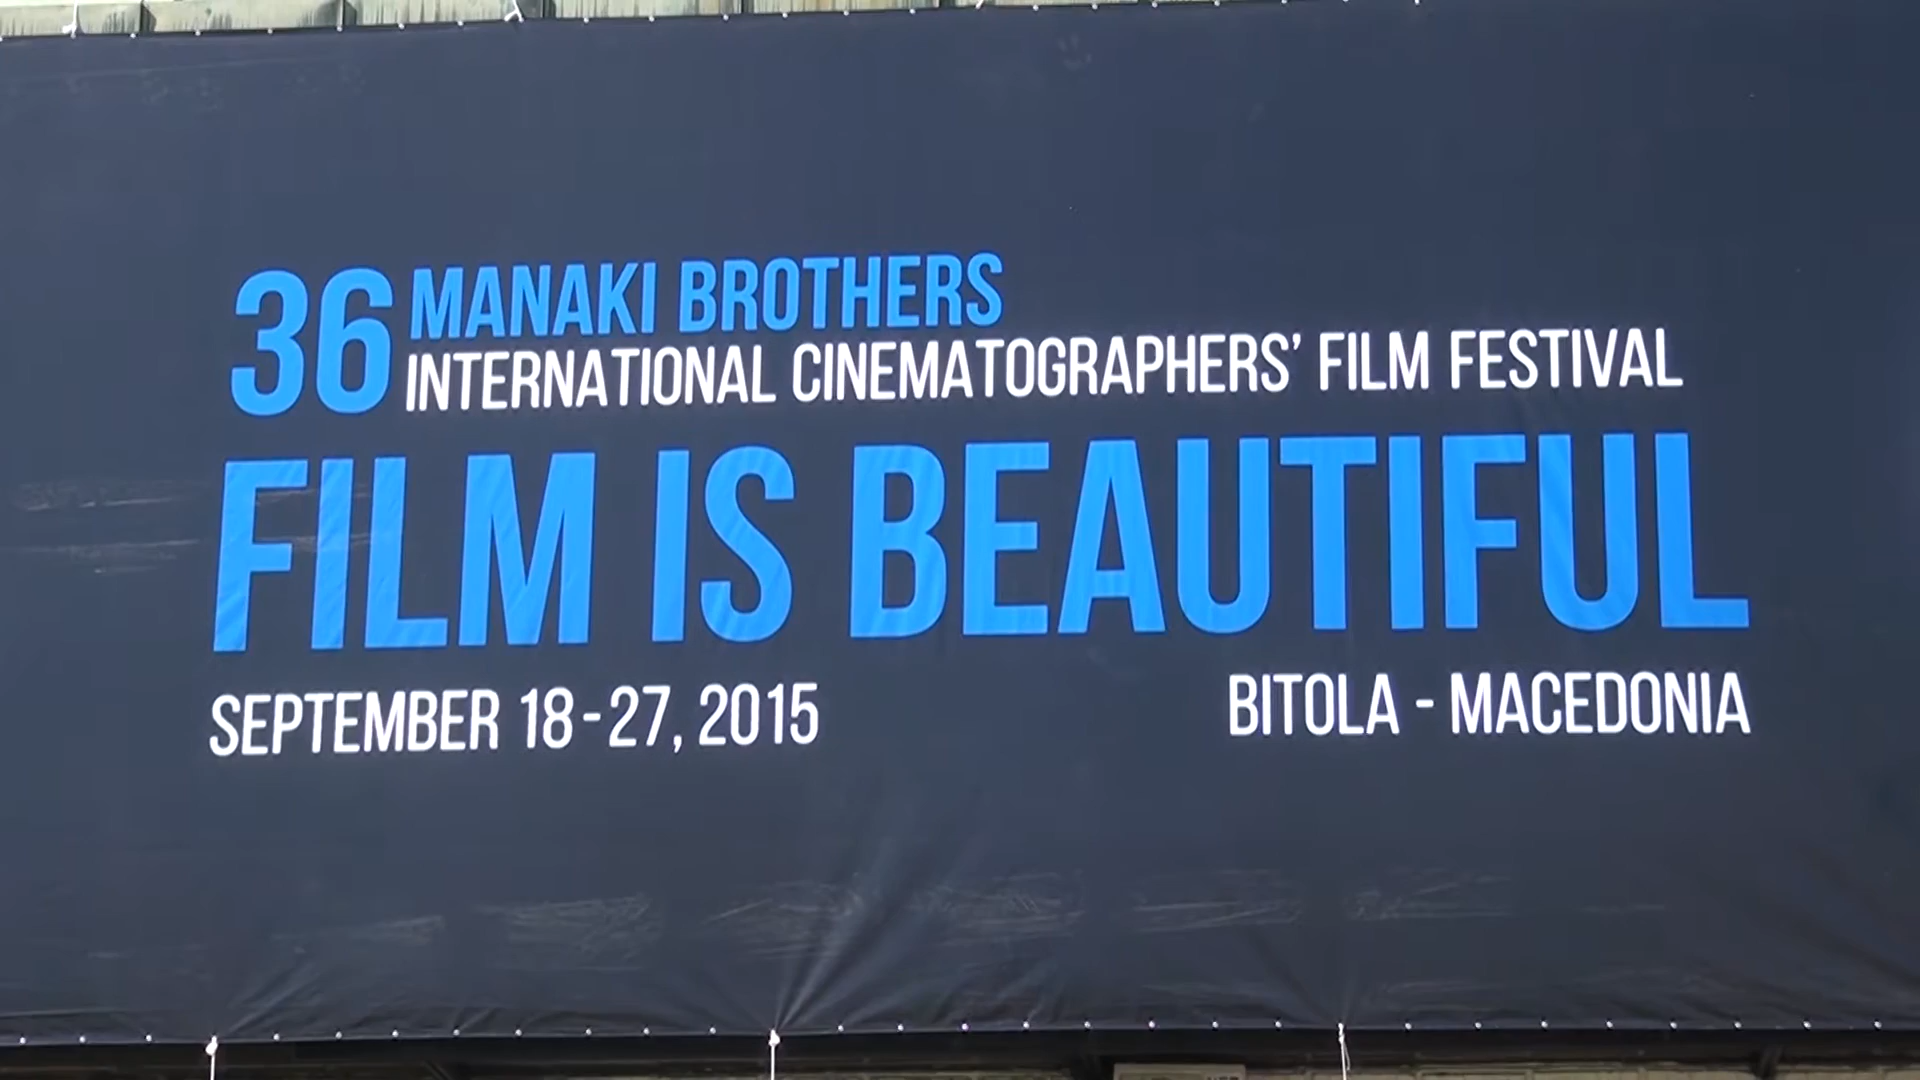 36 MANAKI BROTHERS
INTERNATIONAL CINEMATOGRAPHERS' FILM FESTIVAL
FILM IS BEAUTIFUL
SEPTEMBER 18-27, 2015
BITOLA - MACEDONIA